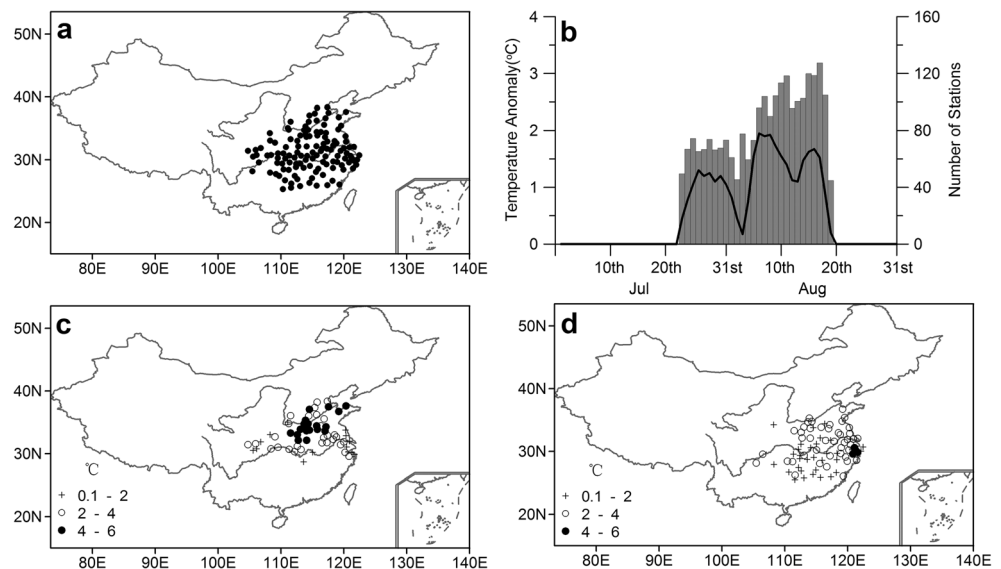 a
50N
40N
30N
20N
80E 90E 100E 110E 120E 130E 140E
b
Temperature Anomaly(°C)
4
3
2
1
0
160
120
80
40
0
Number of Stations
10th 20th 31st 10th 20th 31st
Jul Aug
c
50N
40N
30N
20N
℃
+ 0.1 - 2
○ 2 - 4
● 4 - 6
80E 90E 100E 110E 120E 130E 140E
d
50N
40N
30N
20N
℃
+ 0.1 - 2
○ 2 - 4
● 4 - 6
80E 90E 100E 110E 120E 130E 140E